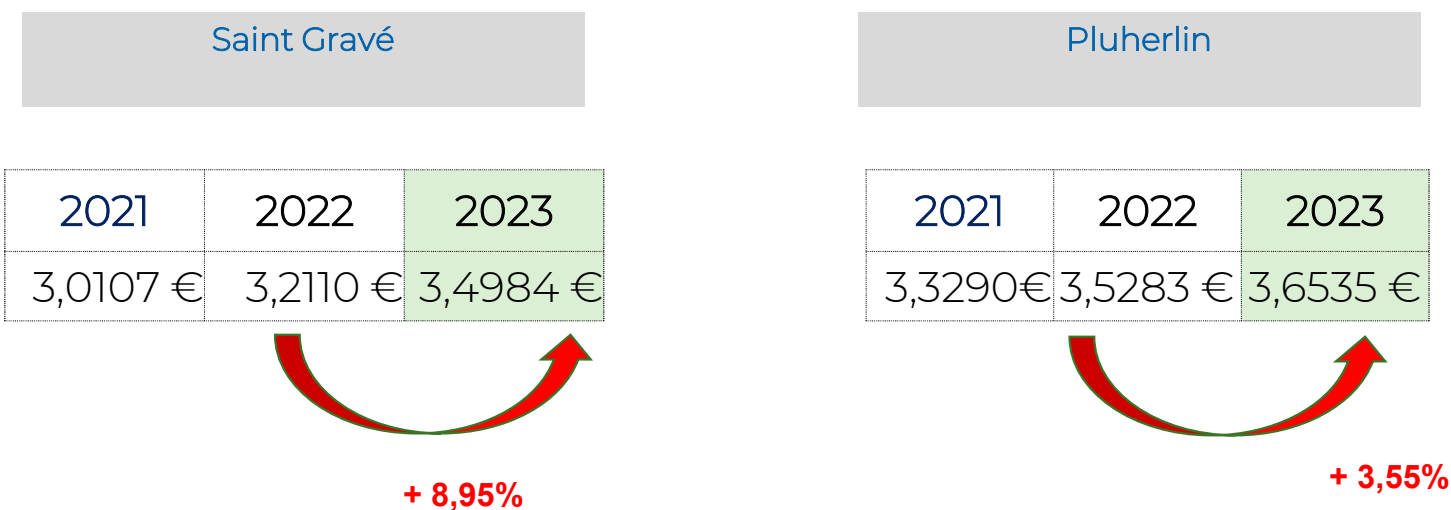 Saint Gravé
Pluherlin
2021 2022 2023
3,0107 € 3,2110 € 3,4984 €
2021 2022 2023
3,3290€ 3,5283 € 3,6535 €
+ 8,95%
+ 3,55%